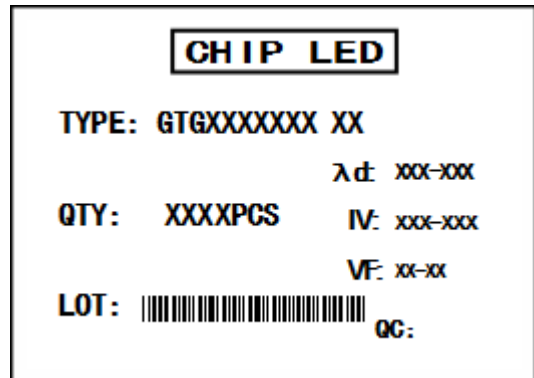 CHIP LED
TYPE: GTGXXXXXXX XX
λd: XXX-XXX
QTY: XXXXPCS
IV: XXX-XXX
VF: XX-XX
LOT:
QC: